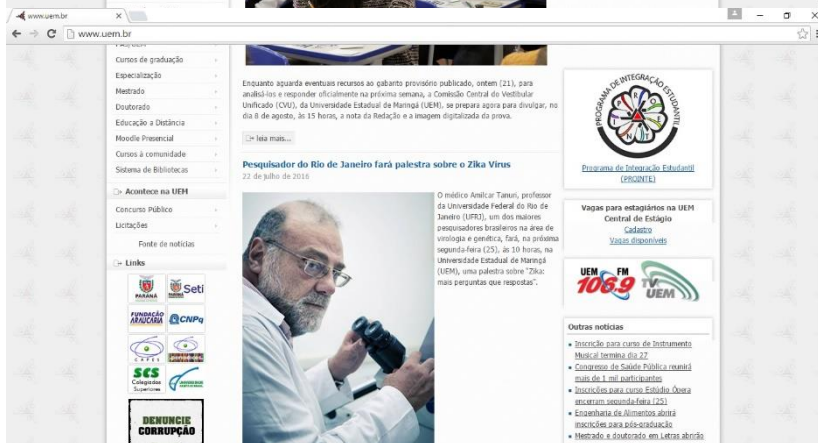 www.uem.br
www.uem.br
Cursos de graduação
Especialização
Mestrado
Doutorado
Educação a Distância
Moodle Presencial
Cursos à comunidade
Sistema de Bibliotecas
Acontece na UEM
Concurso Público
Licitações
Fonte de notícias
Links
PARANÁ
Seti
FUNDAÇÃO
ARAUCÁRIA
CNPq
CAPES
SCS
Colegiados
Superiores
DENUNCIE
CORRUPÇÃO
Enquanto aguarda eventuais recursos ao gabarito provisório publicado, ontem (21), para
analisá-los e responder oficialmente na próxima semana, a Comissão Central do Vestibular
Unificado (CVU), da Universidade Estadual de Maringá (UEM), se prepara agora para divulgar, no
dia 8 de agosto, às 15 horas, a nota da Redação e a imagem digitalizada da prova.
leia mais...
Pesquisador do Rio de Janeiro fará palestra sobre o Zika Vírus
22 de julho de 2016
O médico Amilcar Tanuri, professor
da Universidade Federal do Rio de
Janeiro (UFRJ), um dos maiores
pesquisadores brasileiros na área de
virologia e genética, fará, na próxima
segunda-feira (25), às 10 horas, na
Universidade Estadual de Maringá
(UEM), uma palestra sobre "Zika:
mais perguntas que respostas".
PROGRAMA DE INTEGRAÇÃO ESTUDANTIL
PROINTE
Programa de Integração Estudantil
(PROINTE)
Vagas para estagiários na UEM
Central de Estágio
Cadastro
Vagas disponíveis
UEM FM
106.9
TV
UEM
Outras notícias
Inscrição para curso de Instrumento
Musical termina dia 27
Congresso de Saúde Pública reunirá
mais de 1 mil participantes
Inscrições para curso Estúdio Ópera
encerram segunda-feira (25)
Engenharia de Alimentos abrirá
inscrições para pós-graduação
Mestrado e doutorado em Letras abrirão